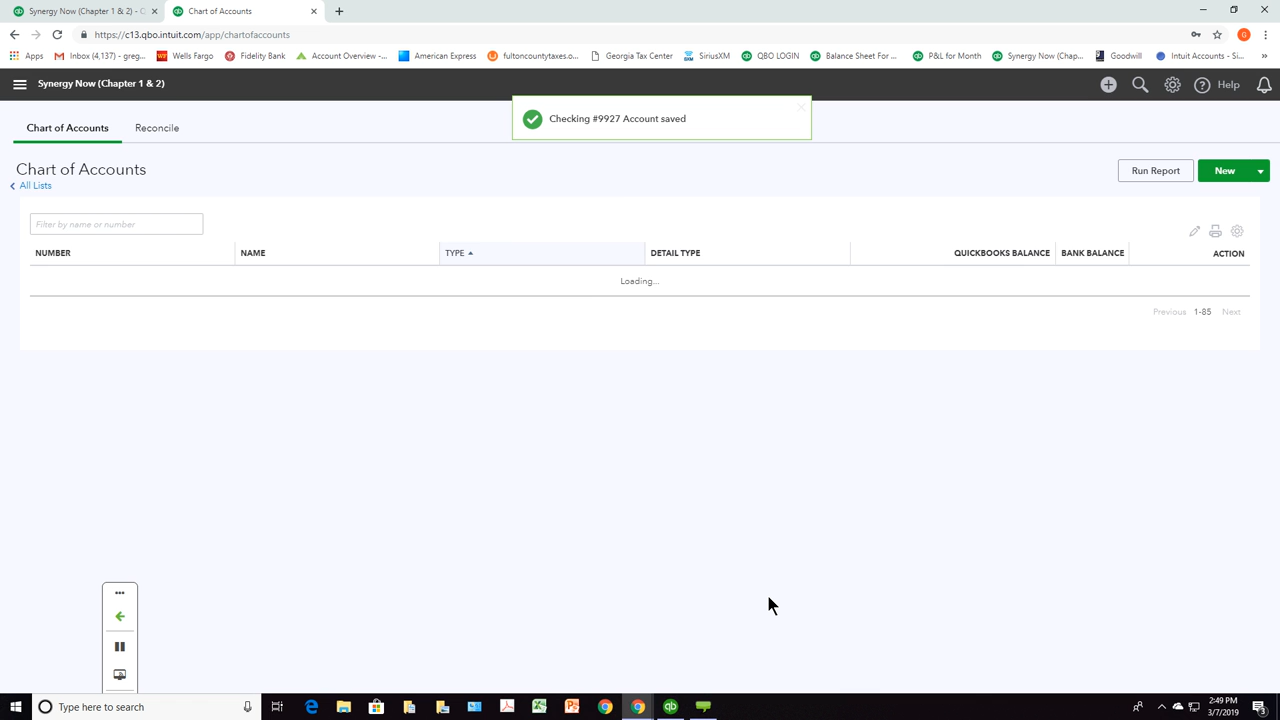 Synergy Now (Chapter 1 & 2) - C
Chart of Accounts
https://c13.qbo.intuit.com/app/chartofaccounts
Apps
Inbox (4,137) - greg...
Wells Fargo
Fidelity Bank
Account Overview -...
American Express
fultoncountytaxes.o...
Georgia Tax Center
SiriusXM
QBO LOGIN
Balance Sheet For ...
P&L for Month
Synergy Now (Chap...
Goodwill
Intuit Accounts - Si...
»
Synergy Now (Chapter 1 & 2)
Help
Checking #9927 Account saved
Chart of Accounts
Reconcile
Chart of Accounts
All Lists
Run Report
New
Filter by name or number
NUMBER
NAME
TYPE
DETAIL TYPE
QUICKBOOKS BALANCE
BANK BALANCE
ACTION
Loading...
Previous
1-85
Next
Type here to search
2:49 PM
3/7/2019